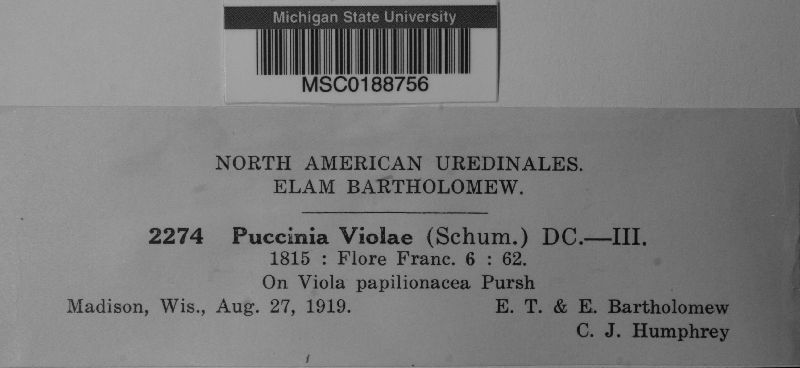 Michigan State University
MSC0188756
NORTH AMERICAN UREDINALES.
ELAM BARTHOLOMEW.
2274 Puccinia Violae (Schum.) DC.—III.
1815 : Flore Franc. 6 : 62.
On Viola papilionacea Pursh
Madison, Wis., Aug. 27, 1919. E. T. & E. Bartholomew
C. J. Humphrey